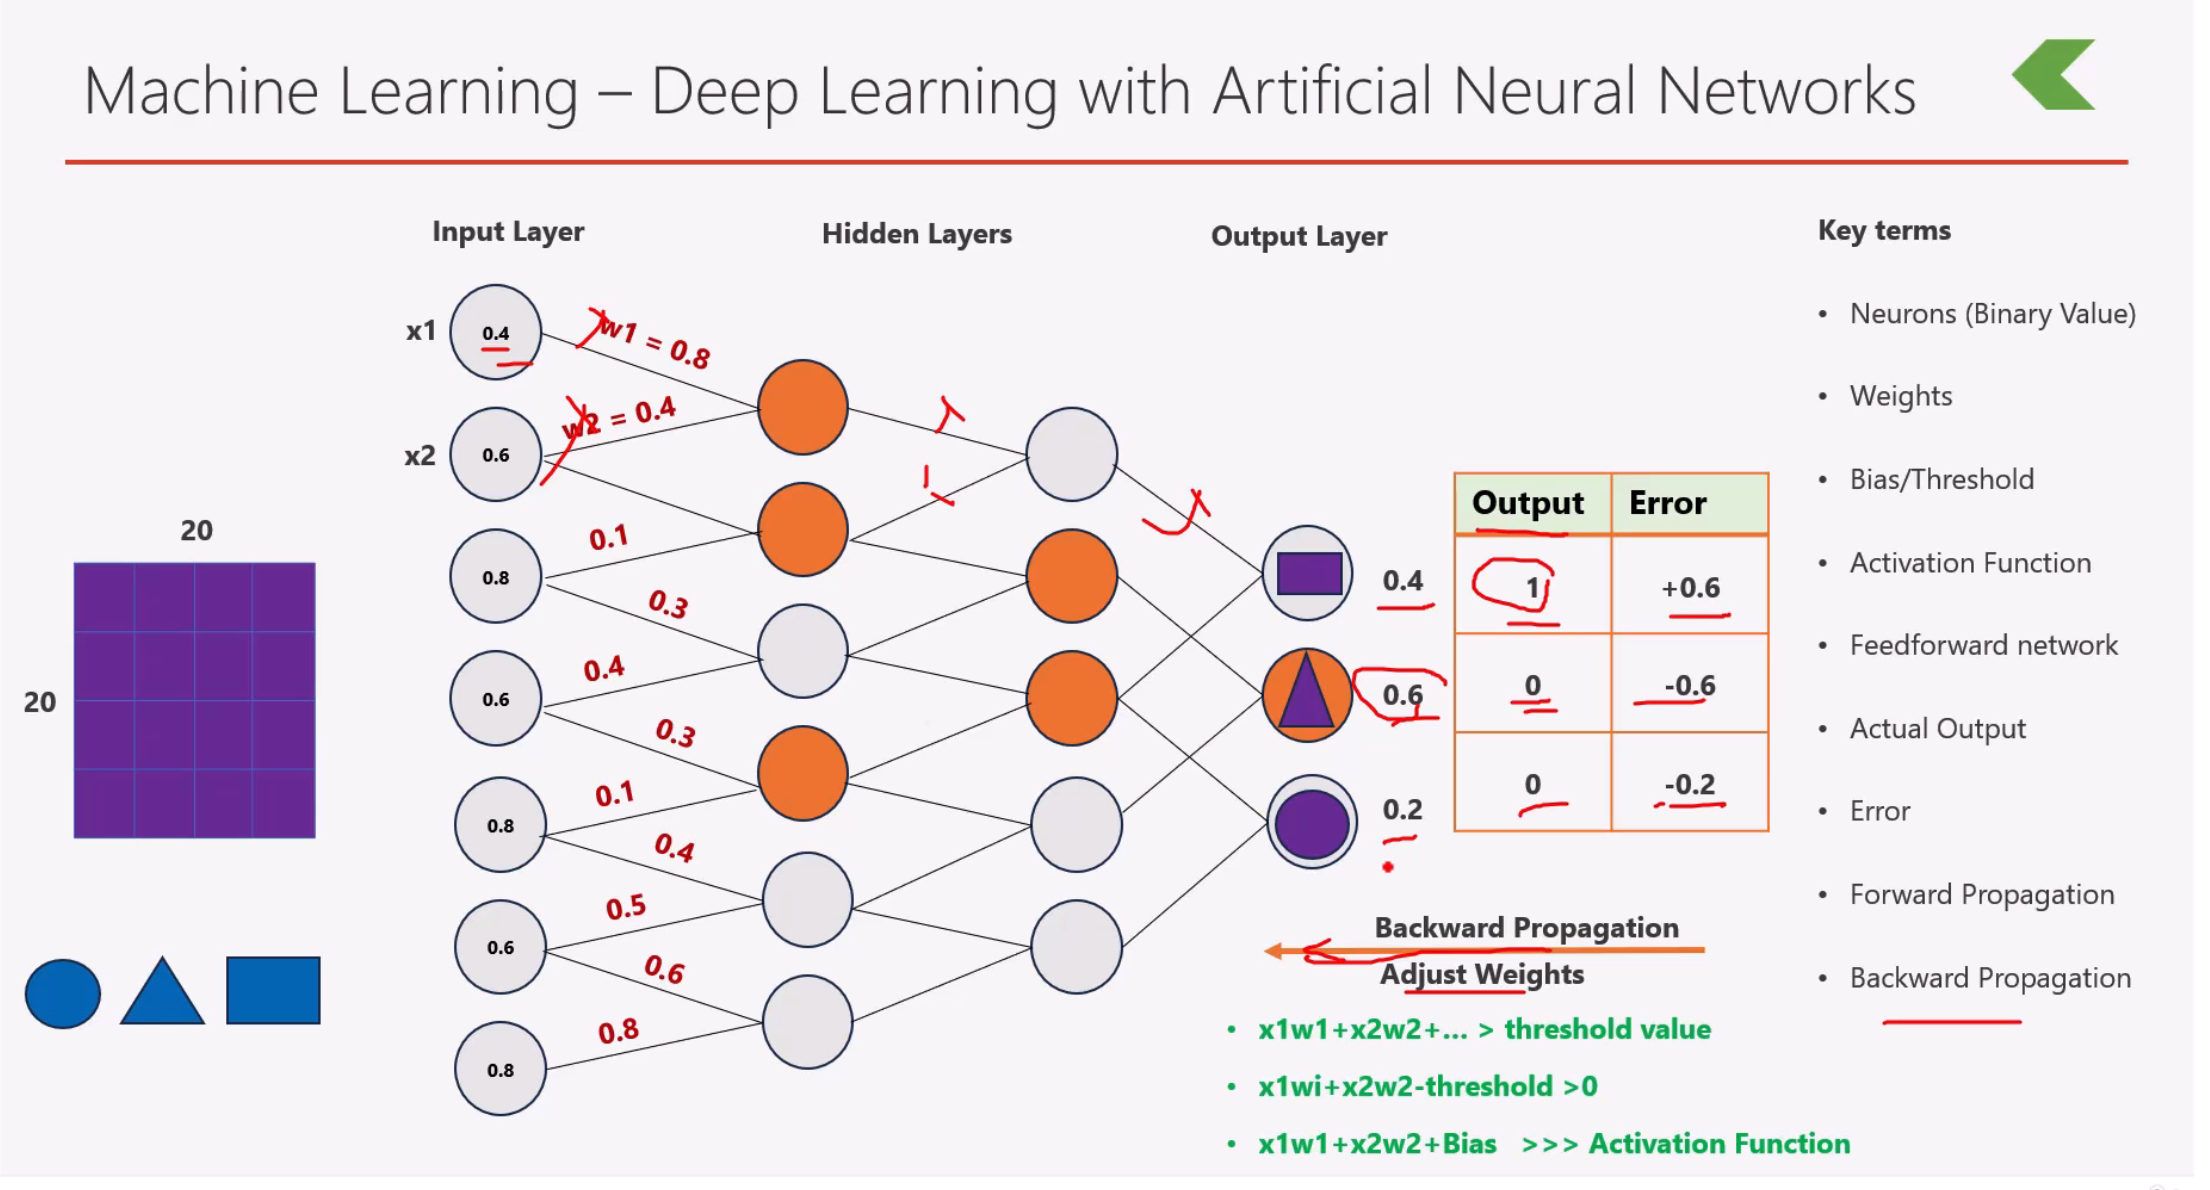 Machine Learning – Deep Learning with Artificial Neural Networks
Input Layer
Hidden Layers
Output Layer
Key terms
x1
0.4
w1 = 0.8
x2
0.6
w2 = 0.4
0.8
0.1
0.3
0.6
0.4
0.3
0.8
0.1
0.4
0.6
0.5
0.6
0.8
0.8
20
20
0.4
0.6
0.2
Output Error
1 +0.6
0 -0.6
0 -0.2
Backward Propagation
Adjust Weights
• x1w1+x2w2+... > threshold value
• x1wi+x2w2-threshold >0
• x1w1+x2w2+Bias >>> Activation Function
• Neurons (Binary Value)
• Weights
• Bias/Threshold
• Activation Function
• Feedforward network
• Actual Output
• Error
• Forward Propagation
• Backward Propagation